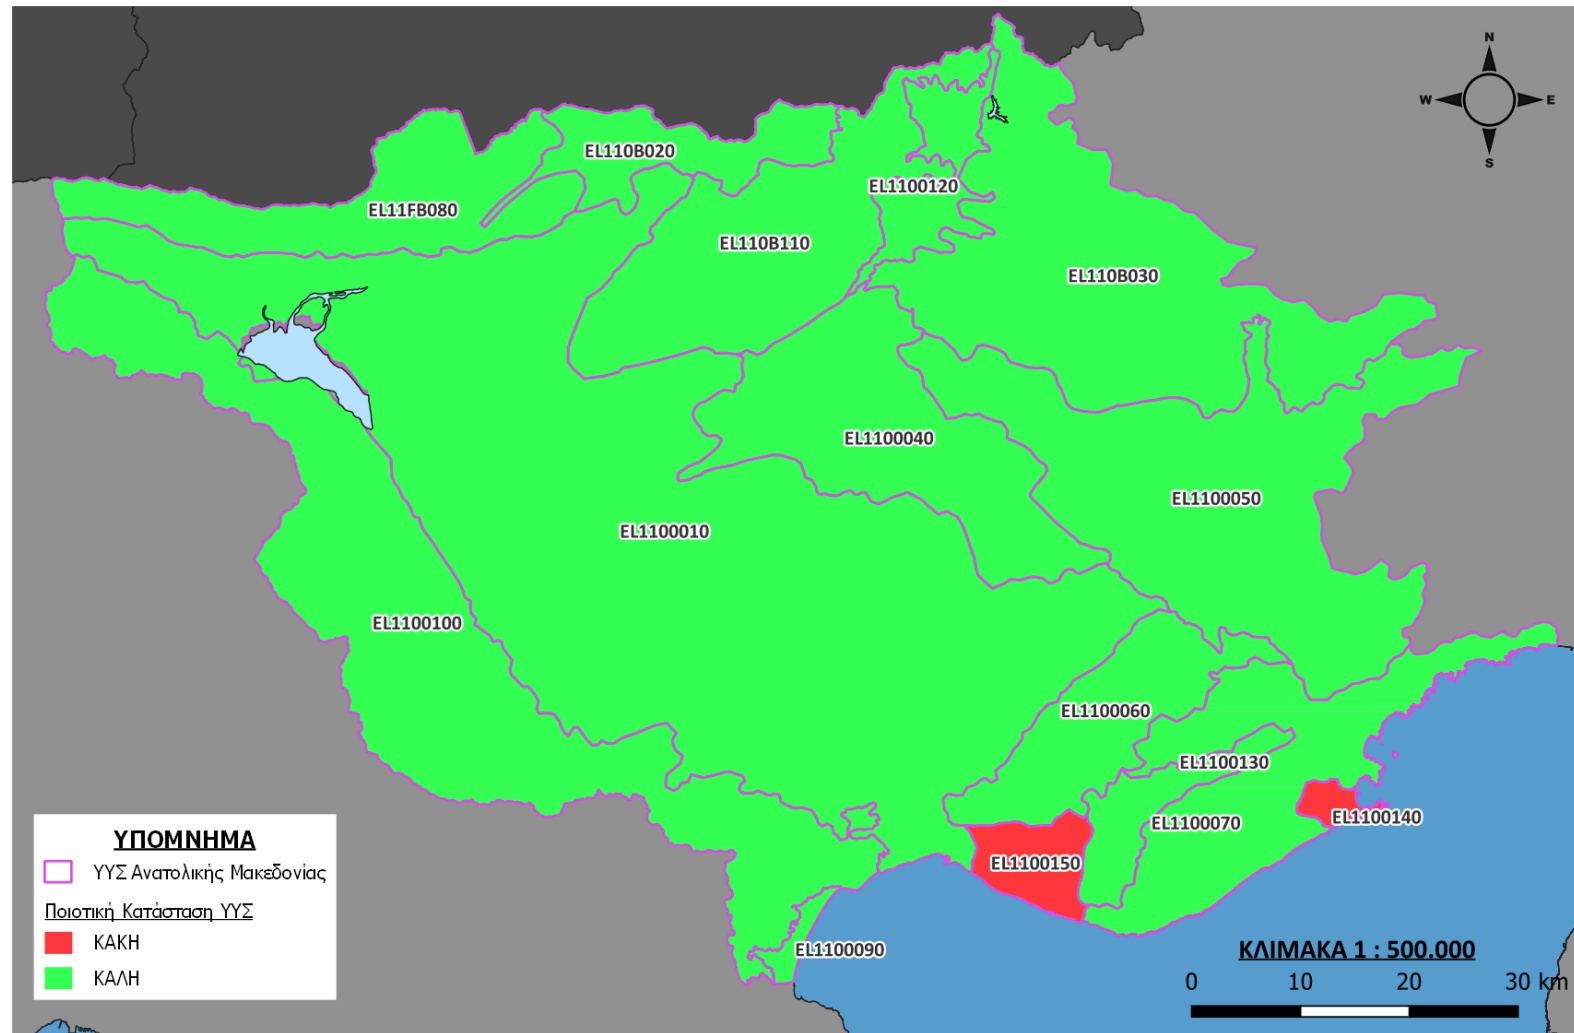 N
W E
S
EL110B020
EL1100120
EL11FB080
EL110B110
EL110B030
EL1100040
EL1100050
EL1100010
EL1100100
EL1100060
EL1100130
EL1100140
EL1100070
EL1100150
EL1100090
ΥΠΟΜΝΗΜΑ
ΥΥΣ Ανατολικής Μακεδονίας
Ποιοτική Κατάσταση ΥΥΣ
ΚΑΚΗ
ΚΑΛΗ
ΚΛΙΜΑΚΑ 1 : 500.000
0 10 20 30 km